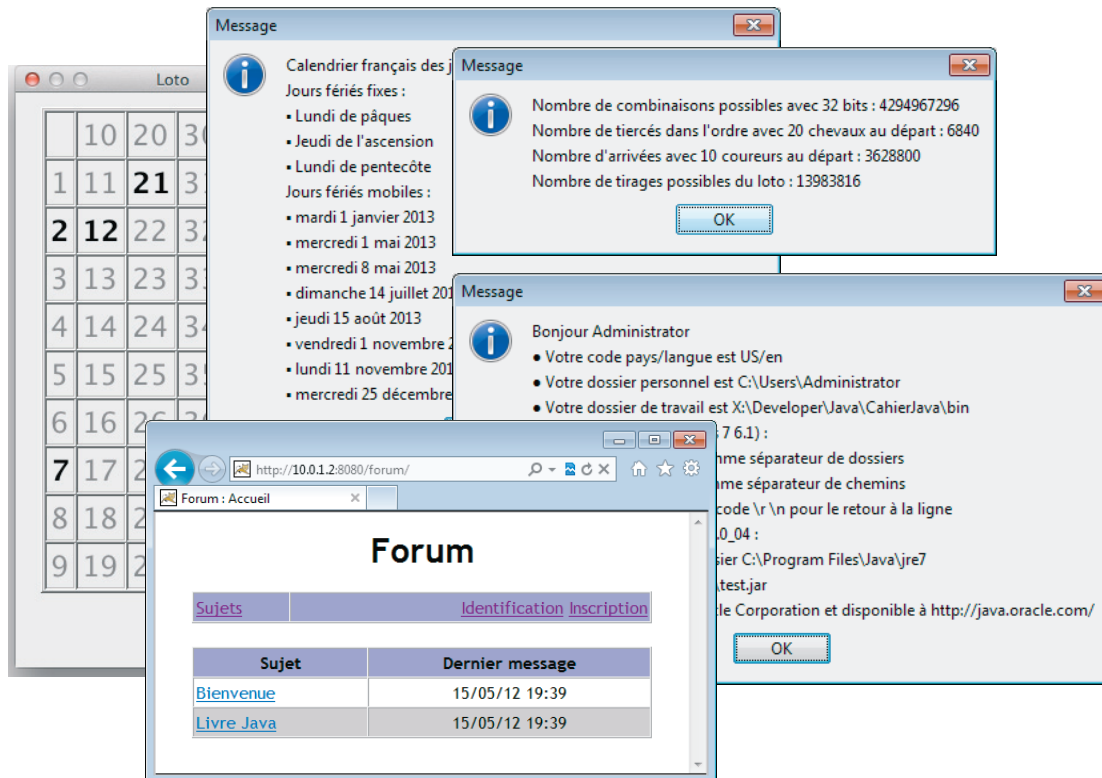 Loto
10 20 30
1 11 21
2 12 22
3 13 23
4 14 24
5 15 25
6 16 26
7 17
8 18
9 19
Message
Calendrier français des
Jours fériés fixes :
▪ Lundi de pâques
▪ Jeudi de l'ascension
▪ Lundi de pentecôte
Jours fériés mobiles :
▪ mardi 1 janvier 2013
▪ mercredi 1 mai 2013
▪ mercredi 8 mai 2013
▪ dimanche 14 juillet 201
▪ jeudi 15 août 2013
▪ vendredi 1 novembre
▪ lundi 11 novembre 201
▪ mercredi 25 décembre
Message
Nombre de combinaisons possibles avec 32 bits : 4294967296
Nombre de tiercés dans l'ordre avec 20 chevaux au départ : 6840
Nombre d'arrivées avec 10 coureurs au départ : 3628800
Nombre de tirages possibles du loto : 13983816
OK
Message
Bonjour Administrator
● Votre code pays/langue est US/en
● Votre dossier personnel est C:\Users\Administrator
● Votre dossier de travail est X:\Developer\Java\CahierJava\bin
7 6.1) :
mme séparateur de dossiers
mme séparateur de chemins
code \r \n pour le retour à la ligne
.0_04 :
sier C:\Program Files\Java\jre7
\test.jar
cle Corporation et disponible à http://java.oracle.com/
OK
http://10.0.1.2:8080/forum/
Forum : Accueil
Forum
Sujets Identification Inscription
Sujet Dernier message
Bienvenue 15/05/12 19:39
Livre Java 15/05/12 19:39